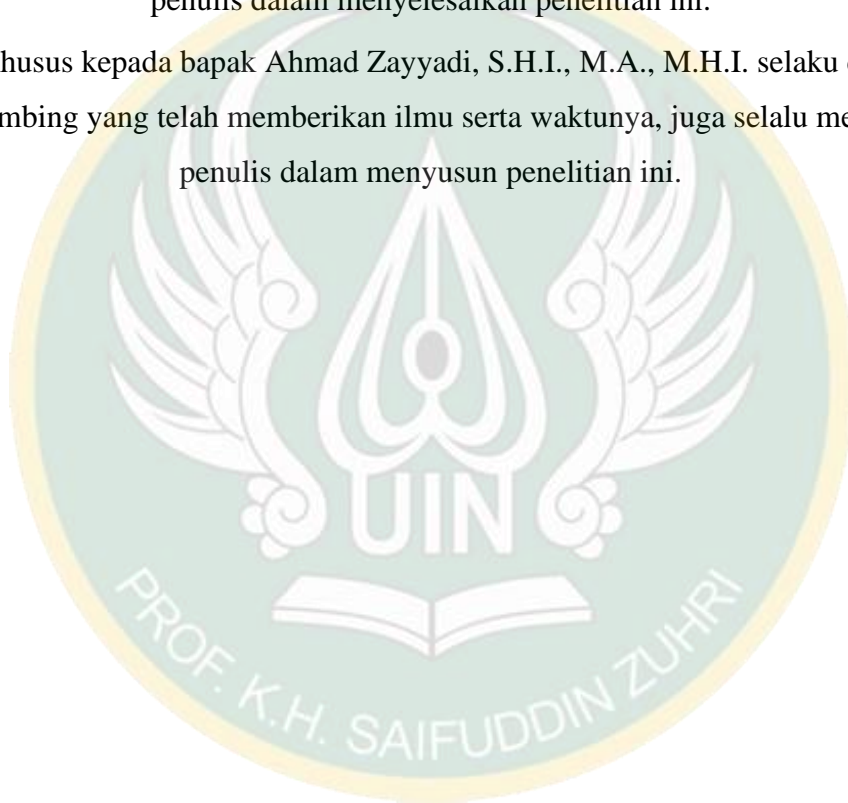 penulis dalam menyelesaikan penelitian ini.
husus kepada bapak Ahmad Zayyadi, S.H.I., M.A., M.H.I. selaku
mbing yang telah memberikan ilmu serta waktunya, juga selalu me
penulis dalam menyusun penelitian ini.
UIN
PROF. K.H. SAIFUDDIN ZUHRI